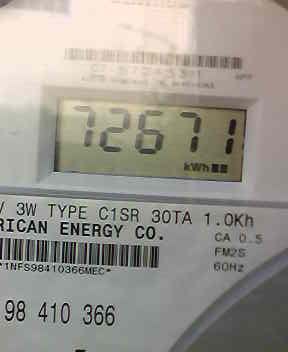 72671
kWh
V 3W TYPE C1SR 30TA 1.0Kh
RICAN ENERGY CO.
CA 0.5
FM2S
*1NFS98410366MEC*
60Hz
98 410 366